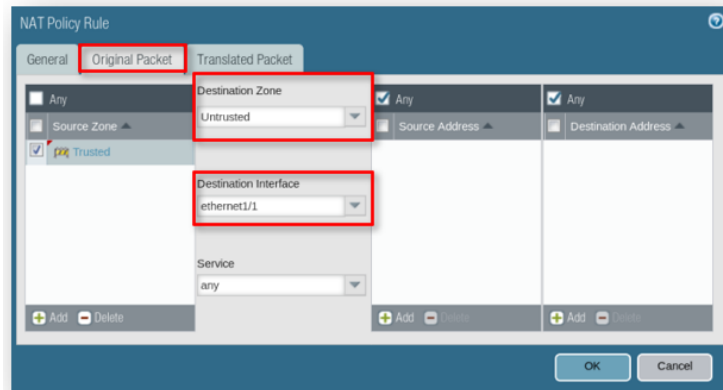 NAT Policy Rule
General
Original Packet
Translated Packet
Any
Source Zone
Trusted
Add
Delete
Destination Zone
Untrusted
Destination Interface
ethernet1/1
Service
any
Any
Source Address
Add
Delete
Any
Destination Address
Add
Delete
OK
Cancel